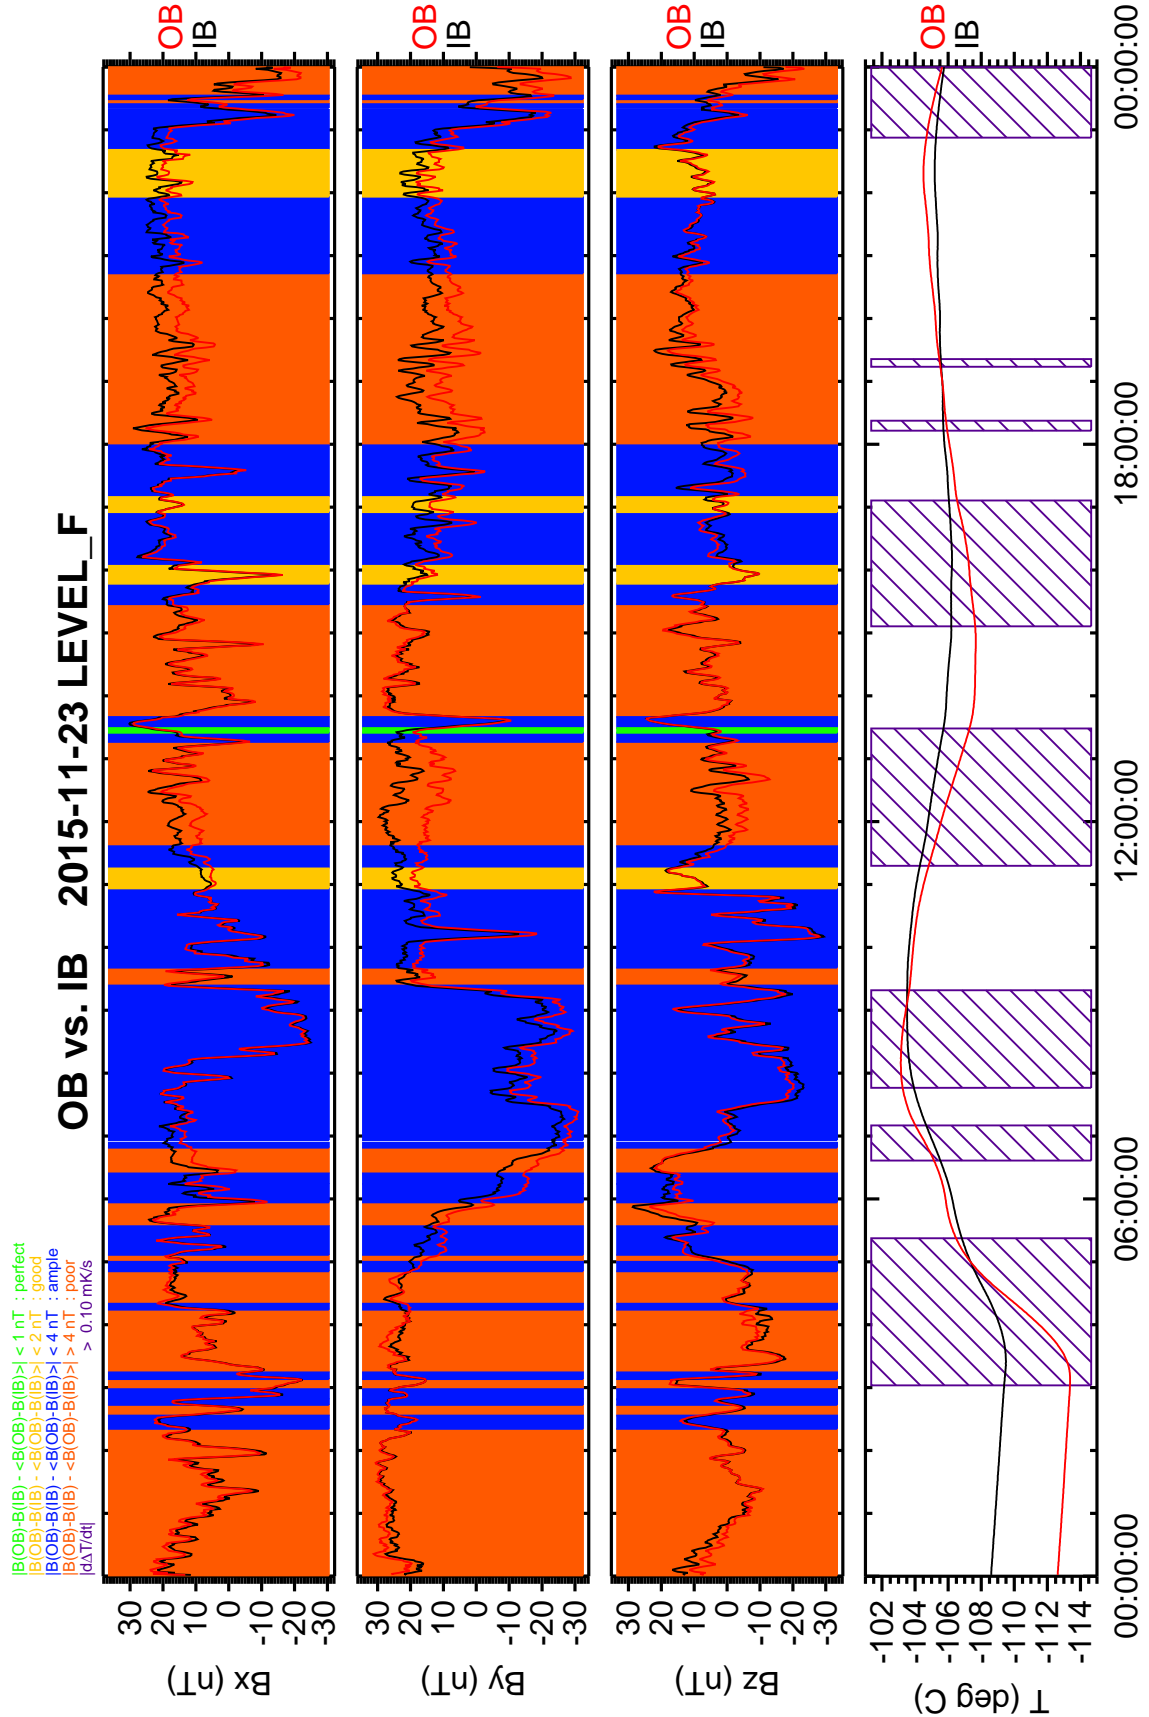 |B(OB)-B(IB) - <B(OB)-B(IB)>| < 1 nT : perfect
|B(OB)-B(IB) - <B(OB)-B(IB)>| < 2 nT : good
|B(OB)-B(IB) - <B(OB)-B(IB)>| < 4 nT : ample
|B(OB)-B(IB) - <B(OB)-B(IB)>| > 4 nT : poor
|dΔT/dt| > 0.10 mK/s
OB vs. IB 2015-11-23 LEVEL_F
Bx (nT)
30
20
10
0
-10
-20
-30
OB
IB
By (nT)
30
20
10
0
-10
-20
-30
OB
IB
Bz (nT)
30
20
10
0
-10
-20
-30
OB
IB
T (deg C)
-102
-104
-106
-108
-110
-112
-114
OB
IB
00:00:00 06:00:00 12:00:00 18:00:00 00:00:00